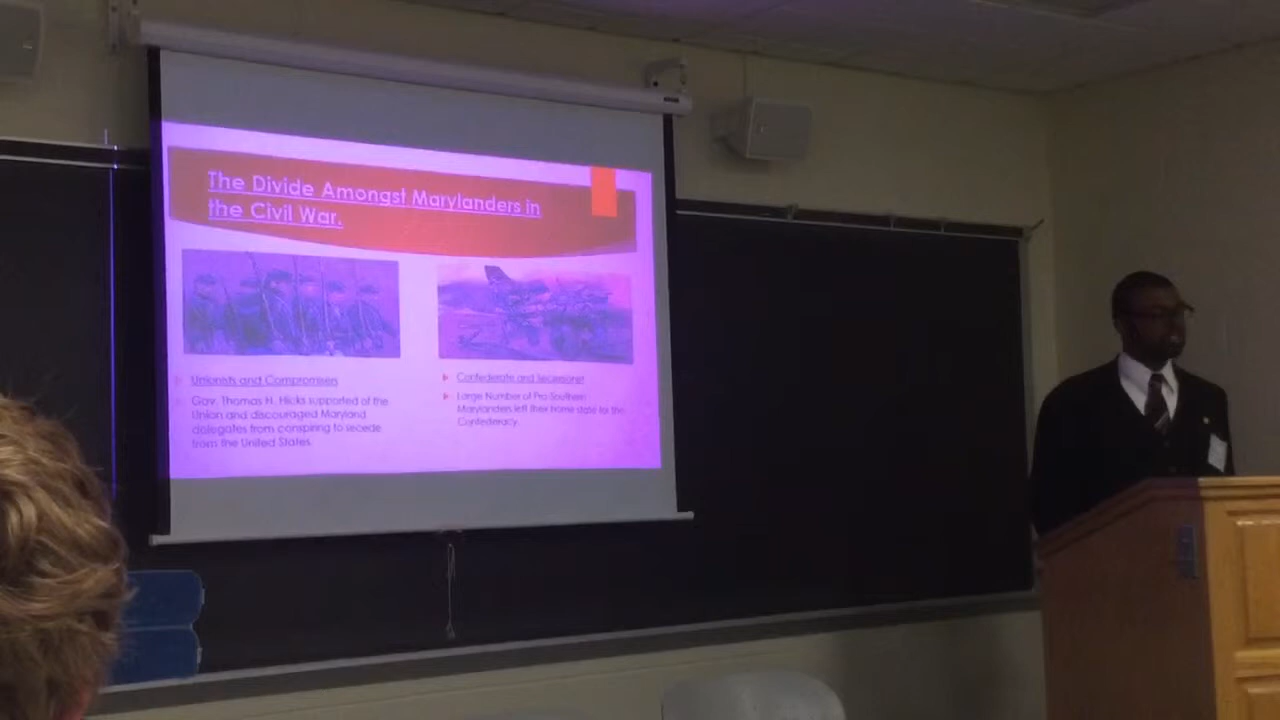 The Divide Amongst Marylanders in
the Civil War.
Unionists and Compromisers
Gov. Thomas H. Hicks supported of the
Union and discouraged Maryland
delegates from conspiring to secede
from the United States.
Confederate and Secessionist
Large Number of Pro-Southern
Marylanders left their home state for the
Confederacy.